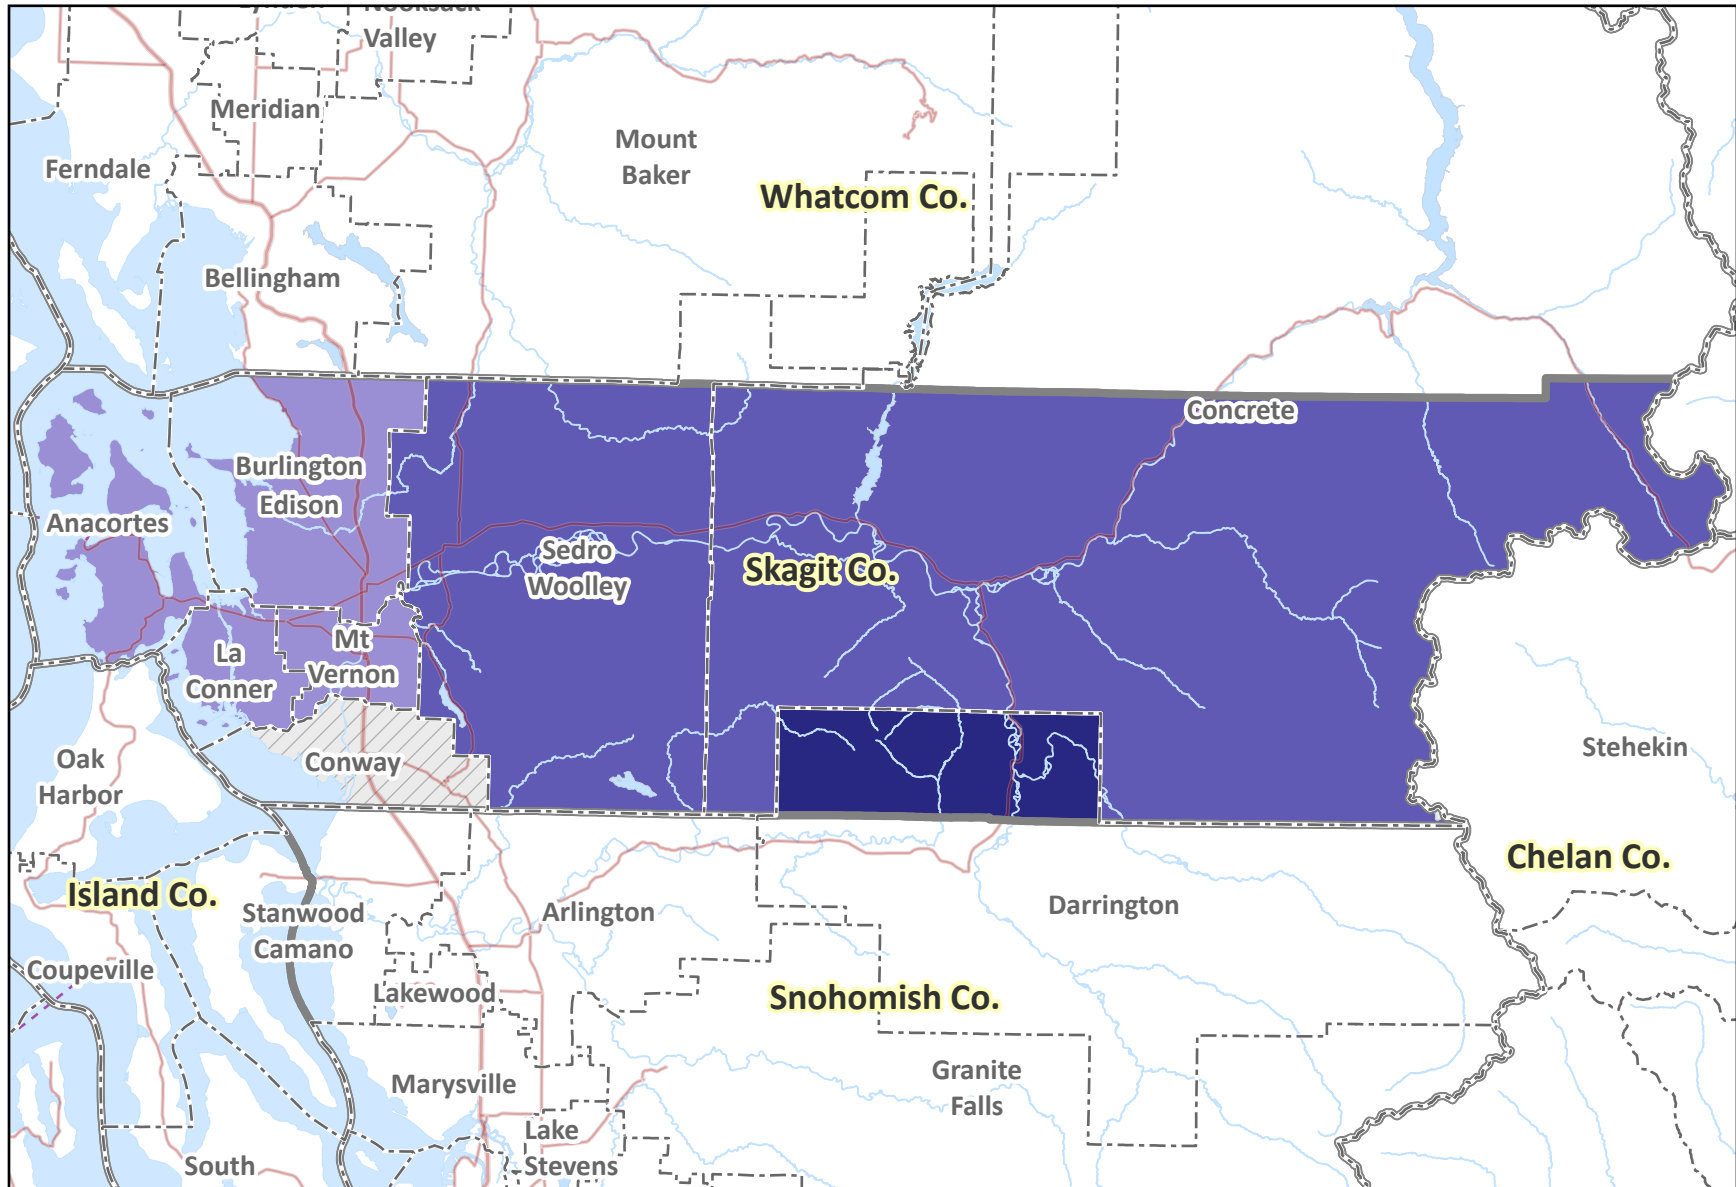 Nooksack
Valley
Meridian
Ferndale
Mount
Baker
Whatcom Co.
Bellingham
Concrete
Burlington
Edison
Anacortes
Sedro
Woolley
Skagit Co.
Mt
Vernon
La
Conner
Conway
Oak
Harbor
Stehekin
Chelan Co.
Island Co.
Stanwood
Camano
Arlington
Darrington
Coupeville
Lakewood
Snohomish Co.
Marysville
Granite
Falls
Lake
Stevens
South